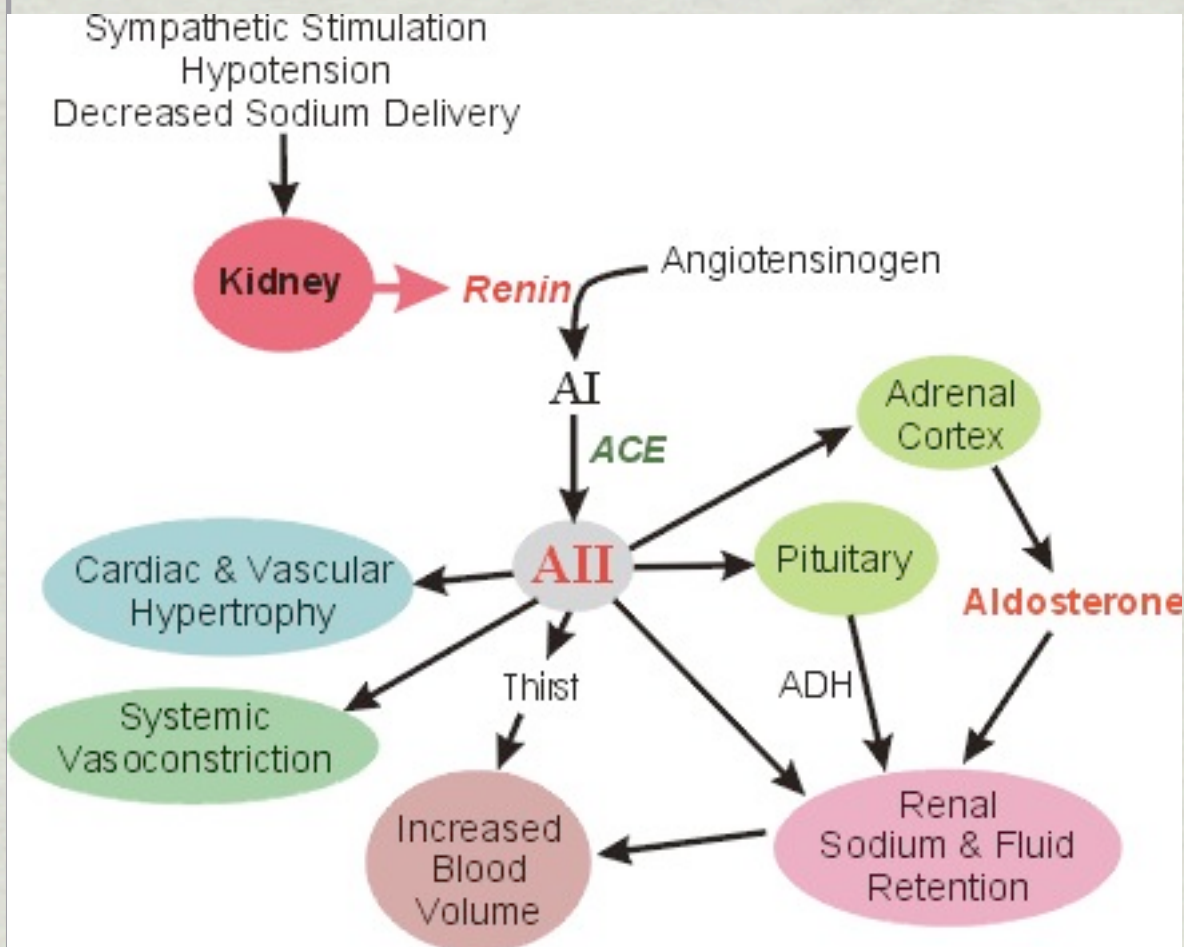 Sympathetic Stimulation
Hypotension
Decreased Sodium Delivery
Kidney
Renin
Angiotensinogen
AI
ACE
Adrenal
Cortex
AII
Pituitary
Cardiac & Vascular
Hypertrophy
Aldosterone
Thirst
ADH
Systemic
Vasoconstriction
Increased
Blood
Volume
Renal
Sodium & Fluid
Retention